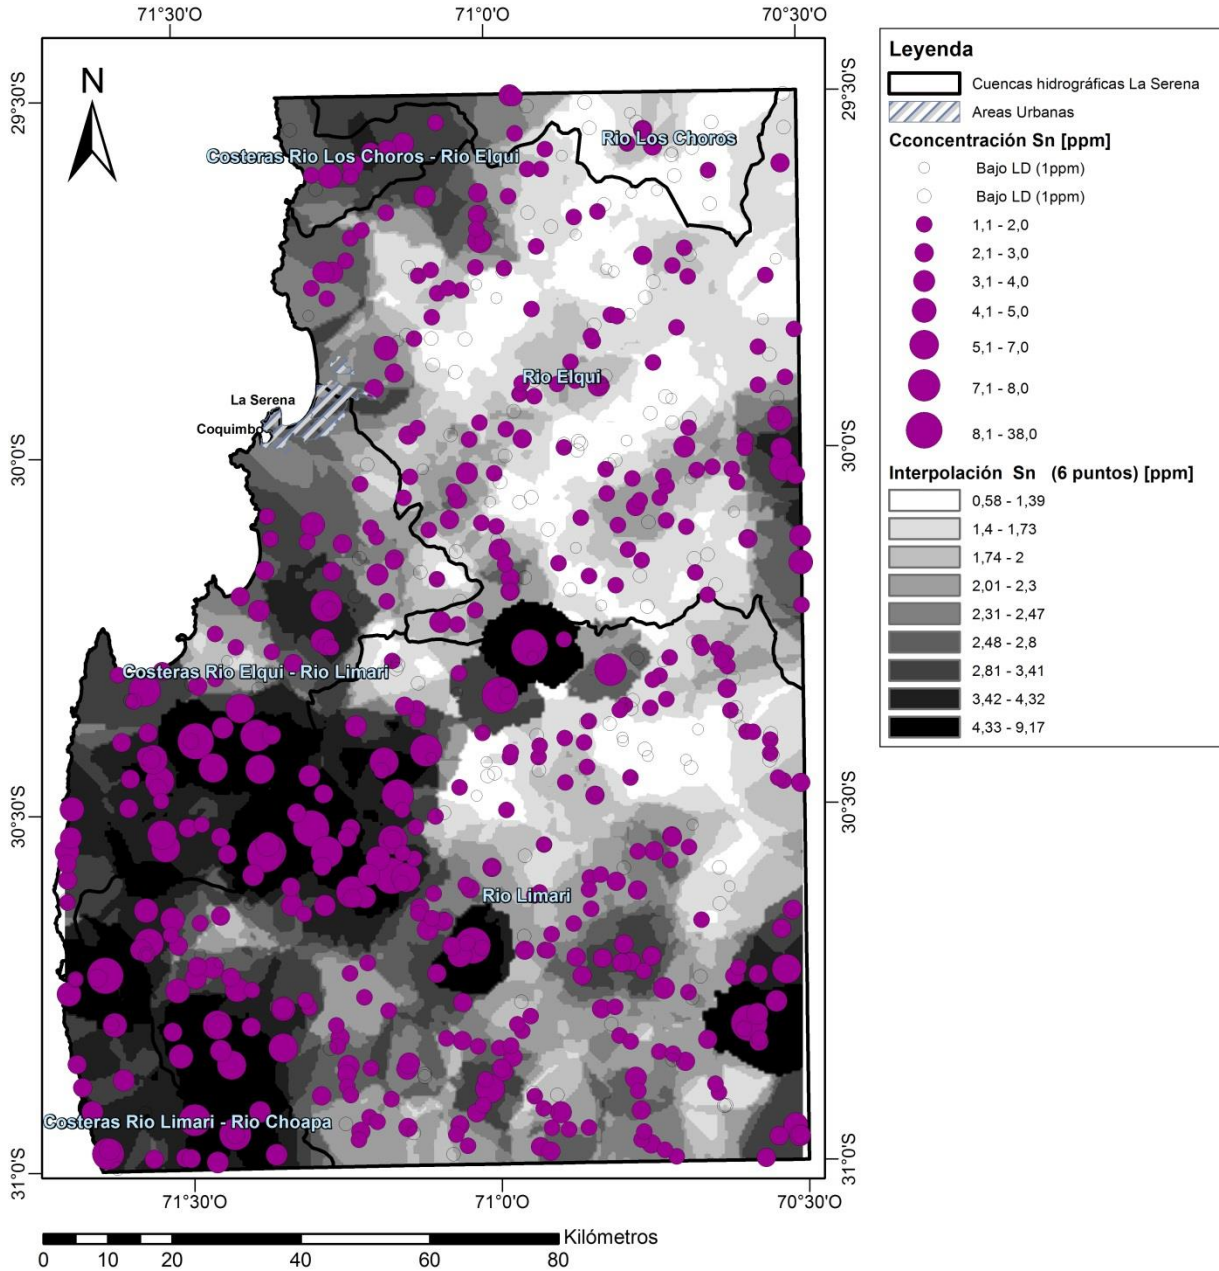 71°30'O
71°0'O
70°30'O
29°30'S
29°30'S
N
Rio Los Choros
Costeras Rio Los Choros - Rio Elqui
Rio Elqui
La Serena
Coquimbo
30°0'S
30°0'S
Costeras Rio Elqui - Rio Limari
30°30'S
30°30'S
Rio Limari
Costeras Rio Limari - Rio Choapa
31°0'S
31°0'S
71°30'O
71°0'O
70°30'O
Kilómetros
0
10
20
40
60
80
Leyenda
Cuencas hidrográficas La Serena
Areas Urbanas
Cconcentración Sn [ppm]
Bajo LD (1ppm)
Bajo LD (1ppm)
1,1 - 2,0
2,1 - 3,0
3,1 - 4,0
4,1 - 5,0
5,1 - 7,0
7,1 - 8,0
8,1 - 38,0
Interpolación Sn (6 puntos) [ppm]
0,58 - 1,39
1,4 - 1,73
1,74 - 2
2,01 - 2,3
2,31 - 2,47
2,48 - 2,8
2,81 - 3,41
3,42 - 4,32
4,33 - 9,17